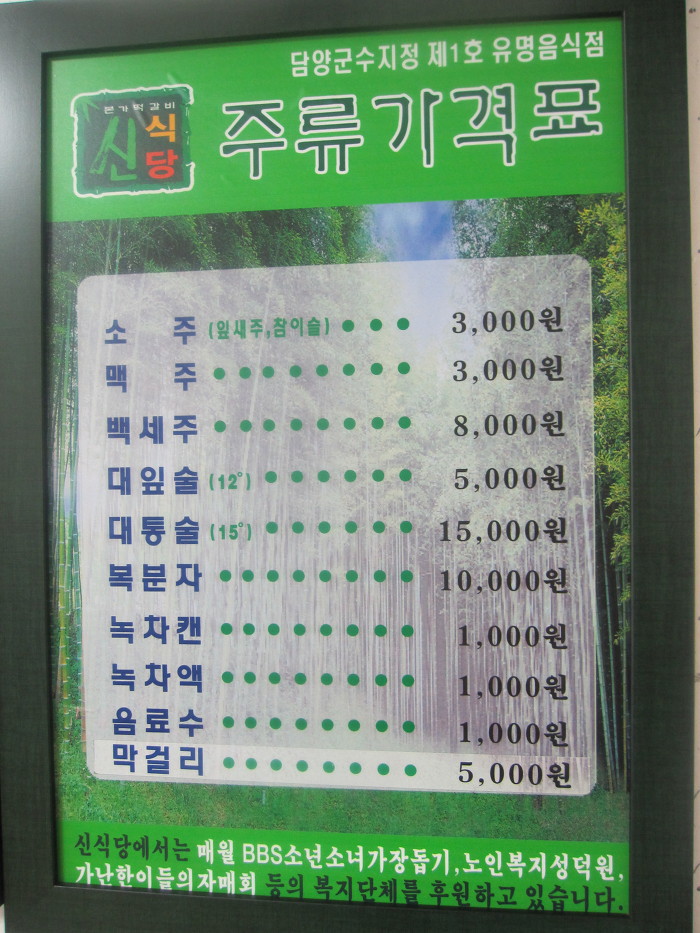 담양군수지정 제1호 유명음식점
본가떡갈비
신식당
주류가격표
소 주 (잎새주,참이슬) ● ● ● 3,000원
맥 주 ● ● ● ● ● ● ● ● 3,000원
백세주 ● ● ● ● ● ● ● ● 8,000원
대잎술 (12°) ● ● ● ● ● ● 5,000원
대통술 (15°) ● ● ● ● ● ● 15,000원
복분자 ● ● ● ● ● ● ● ● 10,000원
녹차캔 ● ● ● ● ● ● ● ● 1,000원
녹차액 ● ● ● ● ● ● ● ● 1,000원
음료수 ● ● ● ● ● ● ● ● 1,000원
막걸리 ● ● ● ● ● ● ● ● 5,000원
신식당에서는 매월 BBS소년소녀가장돕기,노인복지성덕원,
가난한이들의자매회 등의 복지단체를 후원하고 있습니다.